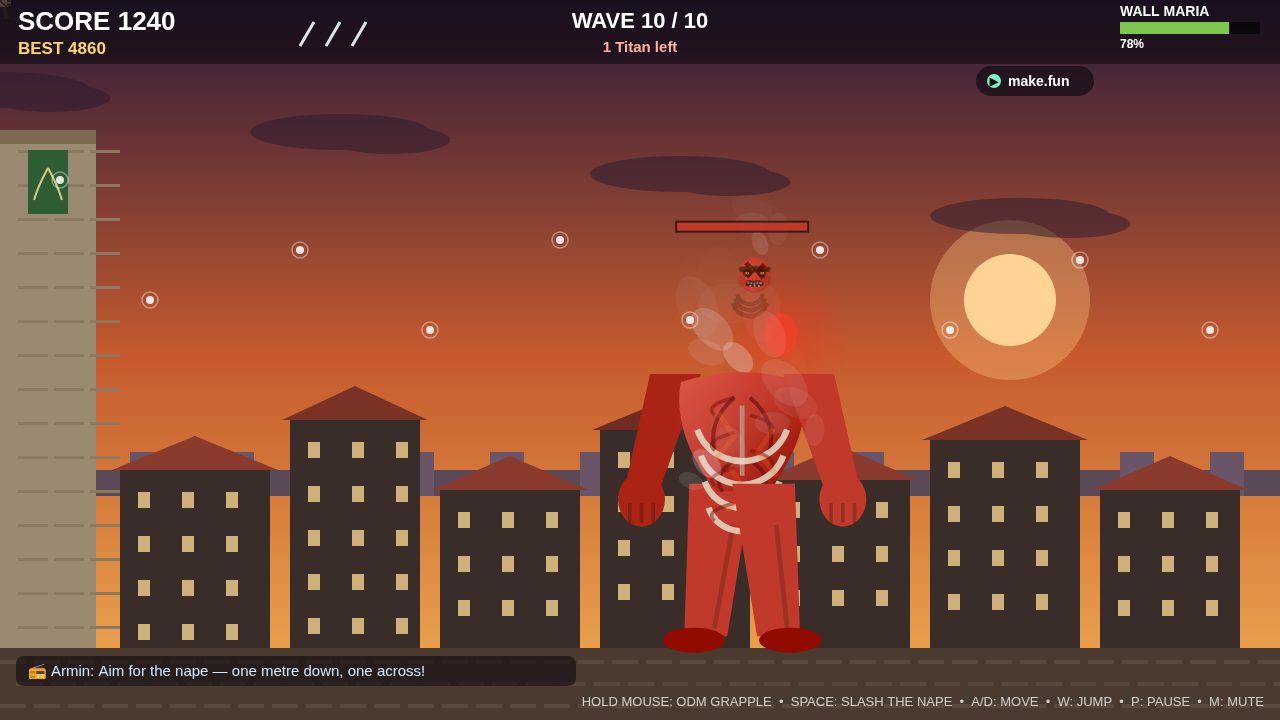 SCORE 1240
BEST 4860
WAVE 10 / 10
1 Titan left
WALL MARIA
78%
make.fun
📻 Armin: Aim for the nape — one metre down, one across!
HOLD MOUSE: ODM GRAPPLE • SPACE: SLASH THE NAPE • A/D: MOVE • W: JUMP • P: PAUSE • M: MUTE